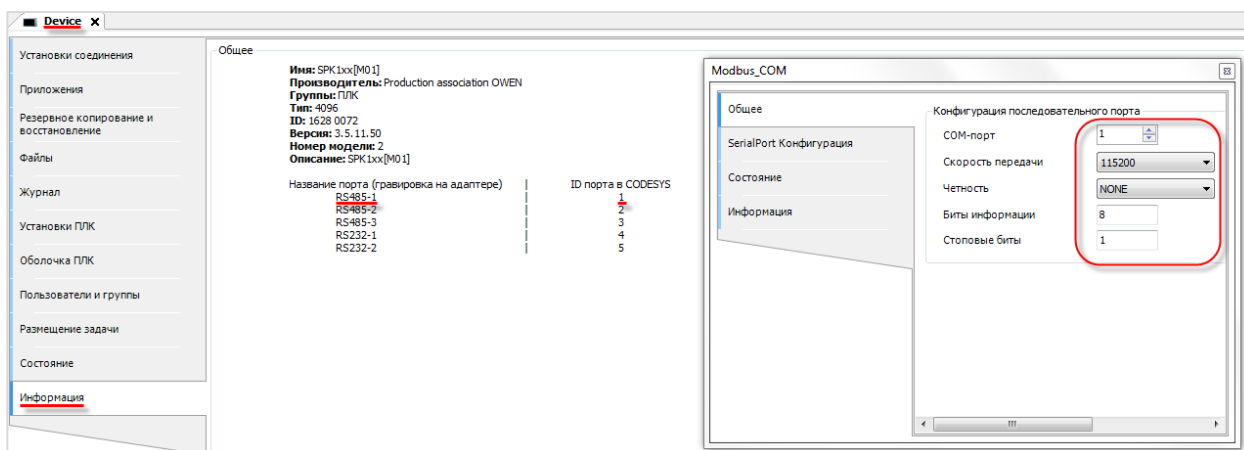 Device X
Установки соединения
Приложения
Резервное копирование и
восстановление
Файлы
Журнал
Установки ПЛК
Оболочка ПЛК
Пользователи и группы
Размещение задачи
Состояние
Информация
Общее
Имя: SPK1xx[M01]
Производитель: Production association OWEN
Группы: ПЛК
Тип: 4096
ID: 1628 0072
Версия: 3.5.11.50
Номер модели: 2
Описание: SPK1xx[M01]
Название порта (гравировка на адаптере) | ID порта в CODESYS
RS485-1 | 1
RS485-2 | 2
RS485-3 | 3
RS232-1 | 4
RS232-2 | 5
Modbus_COM
Общее
SerialPort Конфигурация
Состояние
Информация
Конфигурация последовательного порта
COM-порт 1
Скорость передачи 115200
Четность NONE
Биты информации 8
Стоповые биты 1